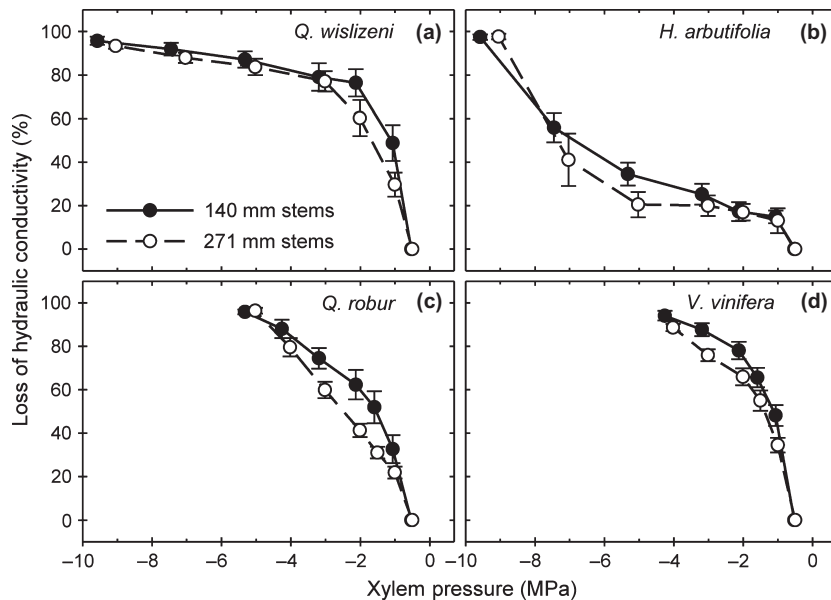 Q. wislizeni (a)
H. arbutifolia (b)
100
80
60
40
20
0
140 mm stems
271 mm stems
Q. robur (c)
V. vinifera (d)
100
80
60
40
20
0
–10 –8 –6 –4 –2 0
–10 –8 –6 –4 –2 0
Loss of hydraulic conductivity (%)
Xylem pressure (MPa)